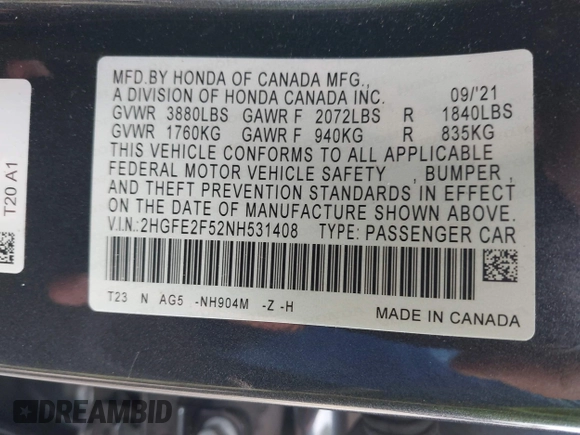 MFD.BY HONDA OF CANADA MFG.,
A DIVISION OF HONDA CANADA INC. 09/'21
GVWR 3880LBS GAWR F 2072LBS R 1840LBS
GVWR 1760KG GAWR F 940KG R 835KG
THIS VEHICLE CONFORMS TO ALL APPLICABLE
FEDERAL MOTOR VEHICLE SAFETY , BUMPER ,
AND THEFT PREVENTION STANDARDS IN EFFECT
ON THE DATE OF MANUFACTURE SHOWN ABOVE.
V.I.N.:2HGFE2F52NH531408 TYPE: PASSENGER CAR
T23 N AG5 -NH904M -Z -H
MADE IN CANADA
T20 A1
DREAMBID